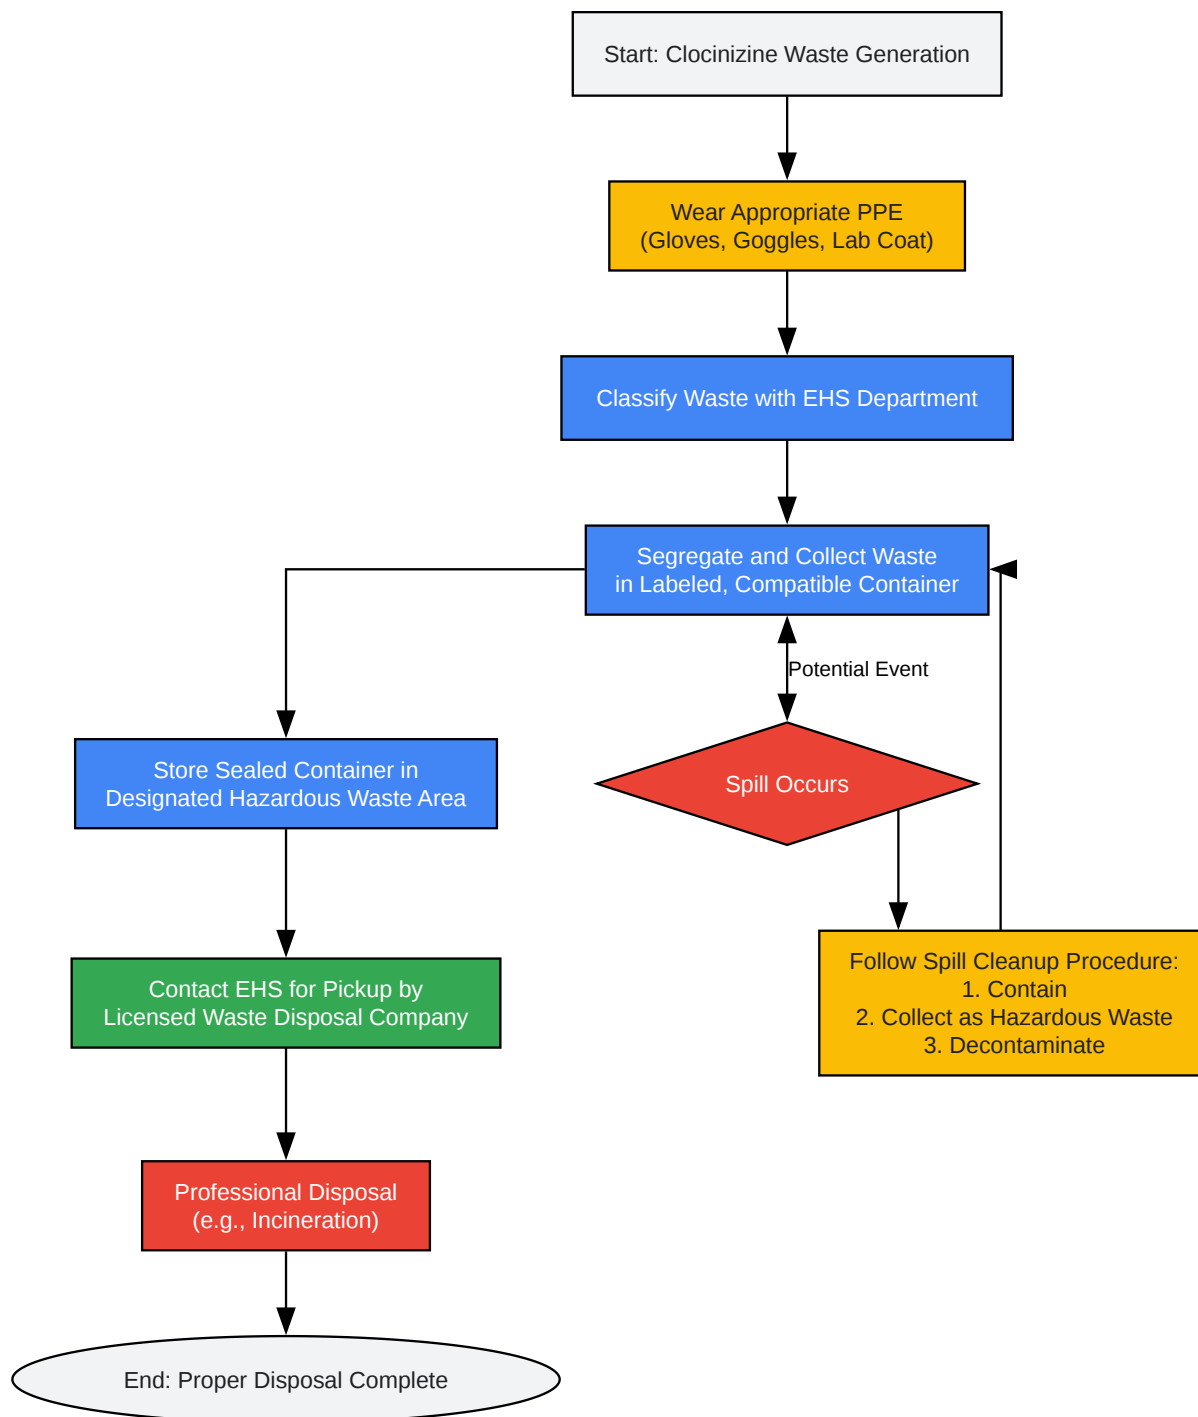 Start: Clocinizine Waste Generation
Wear Appropriate PPE
(Gloves, Goggles, Lab Coat)
Classify Waste with EHS Department
Segregate and Collect Waste
in Labeled, Compatible Container
Potential Event
Store Sealed Container in
Designated Hazardous Waste Area
Spill Occurs
Follow Spill Cleanup Procedure:
1. Contain
2. Collect as Hazardous Waste
3. Decontaminate
Contact EHS for Pickup by
Licensed Waste Disposal Company
Professional Disposal
(e.g., Incineration)
End: Proper Disposal Complete